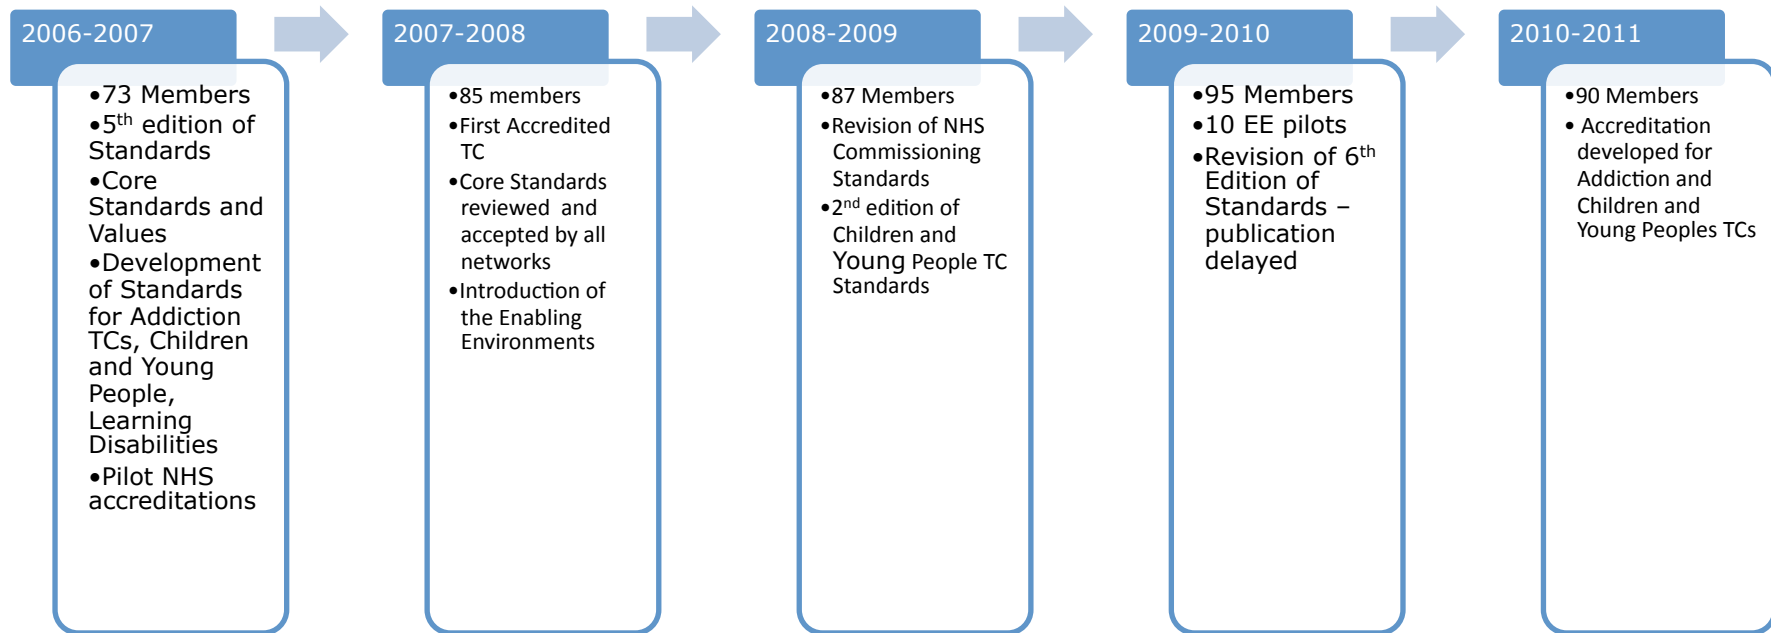 2006-2007
•73 Members
•5th edition of
Standards
•Core
Standards and
Values
•Development
of Standards
for Addiction
TCs, Children
and Young
People,
Learning
Disabilities
•Pilot NHS
accreditations
2007-2008
•85 members
•First Accredited
TC
•Core Standards
reviewed and
accepted by all
networks
•Introduction of
the Enabling
Environments
2008-2009
•87 Members
•Revision of NHS
Commissioning
Standards
•2nd edition of
Children and
Young People TC
Standards
2009-2010
•95 Members
•10 EE pilots
•Revision of 6th
Edition of
Standards –
publication
delayed
2010-2011
•90 Members
• Accreditation
developed for
Addiction and
Children and
Young Peoples TCs